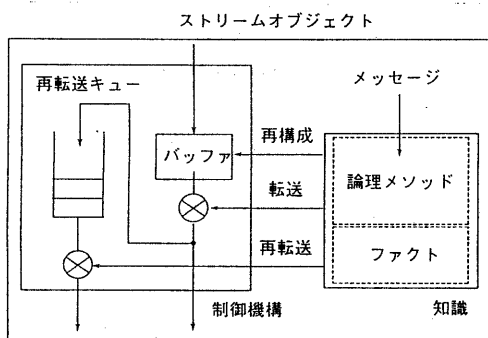 ストリームオブジェクト
再転送キュー
メッセージ
バッファ
再構成
論理メソッド
転送
再転送
ファクト
制御機構
知識